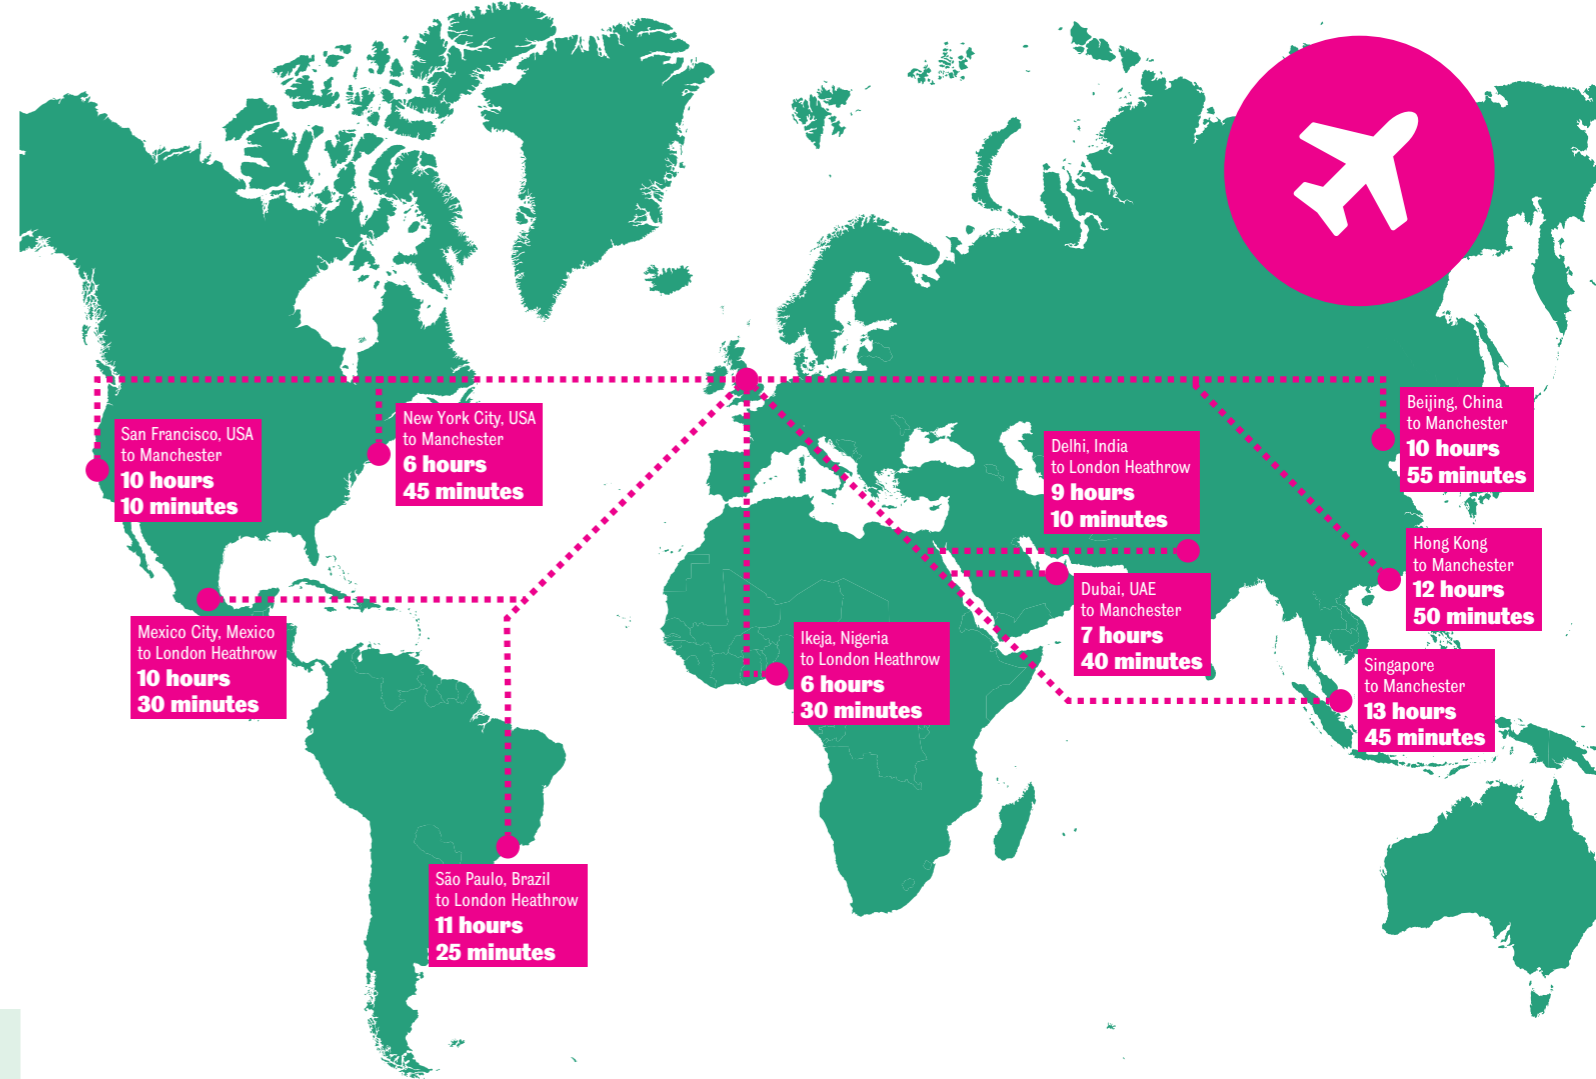 San Francisco, USA
to Manchester
10 hours
10 minutes
New York City, USA
to Manchester
6 hours
45 minutes
Mexico City, Mexico
to London Heathrow
10 hours
30 minutes
São Paulo, Brazil
to London Heathrow
11 hours
25 minutes
Ikeja, Nigeria
to London Heathrow
6 hours
30 minutes
Delhi, India
to London Heathrow
9 hours
10 minutes
Dubai, UAE
to Manchester
7 hours
40 minutes
Beijing, China
to Manchester
10 hours
55 minutes
Hong Kong
to Manchester
12 hours
50 minutes
Singapore
to Manchester
13 hours
45 minutes